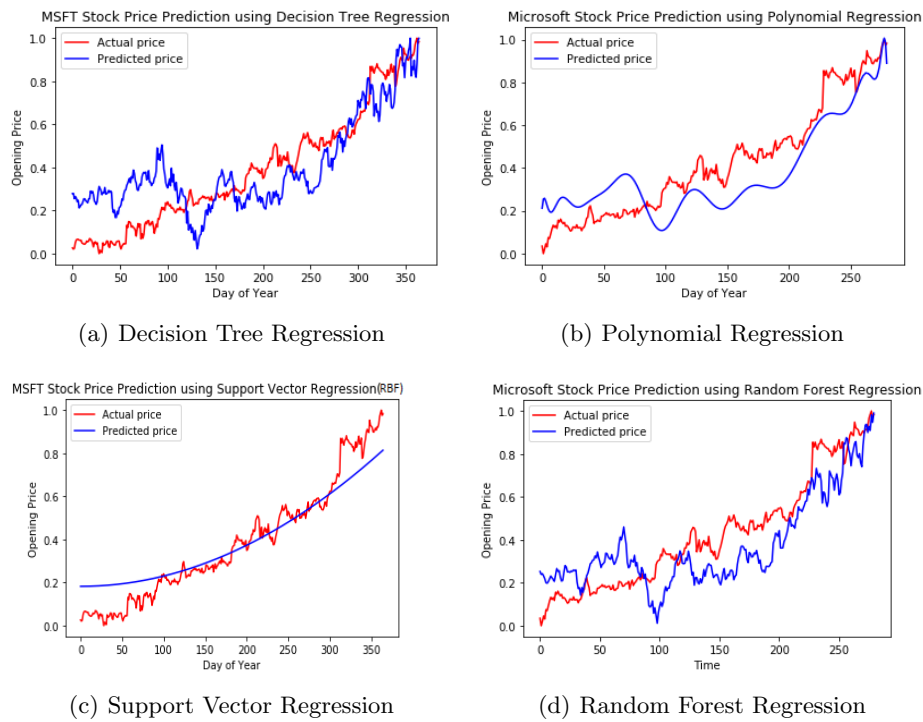 MSFT Stock Price Prediction using Decision Tree Regression
Actual price
Predicted price
Opening Price
1.0
0.8
0.6
0.4
0.2
0.0
0 50 100 150 200 250 300 350
Day of Year
(a) Decision Tree Regression
Microsoft Stock Price Prediction using Polynomial Regression
Actual price
Predicted price
Opening Price
1.0
0.8
0.6
0.4
0.2
0.0
0 50 100 150 200 250
Day of Year
(b) Polynomial Regression
MSFT Stock Price Prediction using Support Vector Regression(RBF)
Actual price
Predicted price
Opening Price
1.0
0.8
0.6
0.4
0.2
0.0
0 50 100 150 200 250 300 350
Day of Year
(c) Support Vector Regression
Microsoft Stock Price Prediction using Random Forest Regression
Actual price
Predicted price
Opening Price
1.0
0.8
0.6
0.4
0.2
0.0
0 50 100 150 200 250
Time
(d) Random Forest Regression